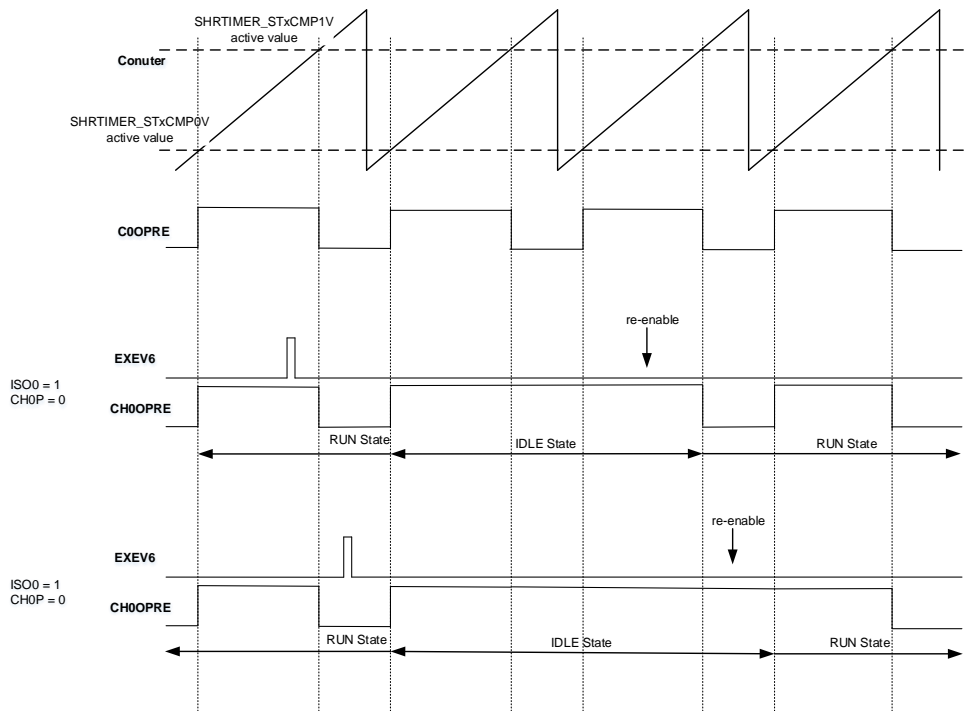 SHRTIMER_STxCMP1V
active value
Conuter
SHRTIMER_STxCMP0V
active value
C0OPRE
re-enable
EXEV6
ISO0 = 1
CH0P = 0
CH0OPRE
RUN State
IDLE State
RUN State
re-enable
EXEV6
ISO0 = 1
CH0P = 0
CH0OPRE
RUN State
IDLE State
RUN State